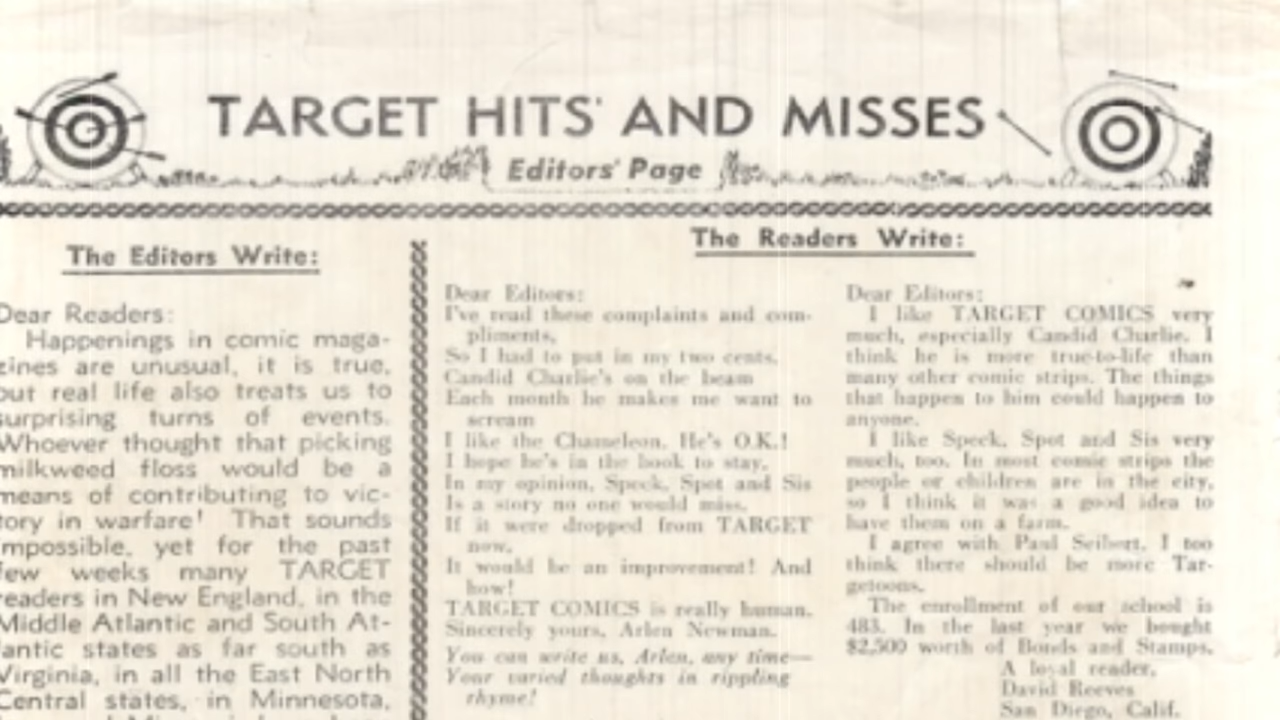 TARGET HITS' AND MISSES
Editors' Page
The Editors Write:
Dear Readers:
Happenings in comic maga-
zines are unusual, it is true,
but real life also treats us to
surprising turns of events.
Whoever thought that picking
milkweed floss would be a
means of contributing to vic-
tory in warfare! That sounds
impossible, yet for the past
few weeks many TARGET
readers in New England, in the
Middle Atlantic and South At-
lantic states as far south as
Virginia, in all the East North
Central states, in Minnesota,
The Readers Write:
Dear Editors:
I've read these complaints and com-
pliments,
So I had to put in my two cents.
Candid Charlie's on the beam
Each month he makes me want to
scream
I like the Chameleon. He's O.K.!
I hope he's in the book to stay.
In my opinion, Speck, Spot and Sis
Is a story no one would miss.
If it were dropped from TARGET
now,
It would be an improvement! And
how!
TARGET COMICS is really human.
Sincerely yours, Arlen Newman.
You can write us, Arlen, any time—
Your varied thoughts in rippling
rhyme!
Dear Editors:
I like TARGET COMICS very
much, especially Candid Charlie. I
think he is more true-to-life than
many other comic strips. The things
that happen to him could happen to
anyone.
I like Speck, Spot and Sis very
much, too. In most comic strips the
people or children are in the city,
so I think it was a good idea to
have them on a farm.
I agree with Paul Seibert. I too
think there should be more Tar-
getoons.
The enrollment of our school is
483. In the last year we bought
$2,500 worth of Bonds and Stamps.
A loyal reader,
David Reeves
San Diego, Calif.